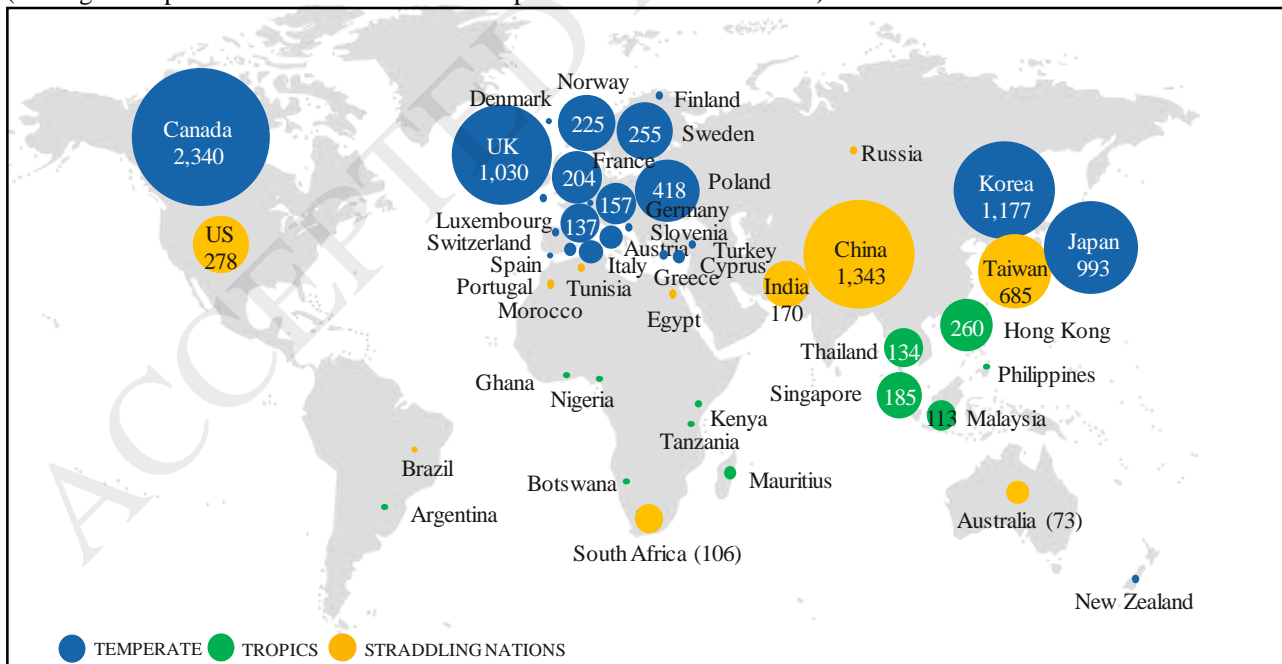 ACCEPTED
Norway
Denmark
Finland
Canada
2,340
225
255
Sweden
UK
1,030
France
204
Russia
418
Poland
Korea
1,177
157
Germany
Luxembourg
137
Slovenia
US
278
Switzerland
Austria
Turkey
China
1,343
Japan
993
Spain
Italy
Cyprus
Taiwan
685
Portugal
Tunisia
Greece
India
170
Morocco
Egypt
260
Hong Kong
Thailand
134
Ghana
Nigeria
Philippines
Singapore
185
Kenya
113
Malaysia
Tanzania
Brazil
Botswana
Mauritius
Argentina
Australia (73)
South Africa (106)
New Zealand
TEMPERATE TROPICS STRADDLING NATIONS